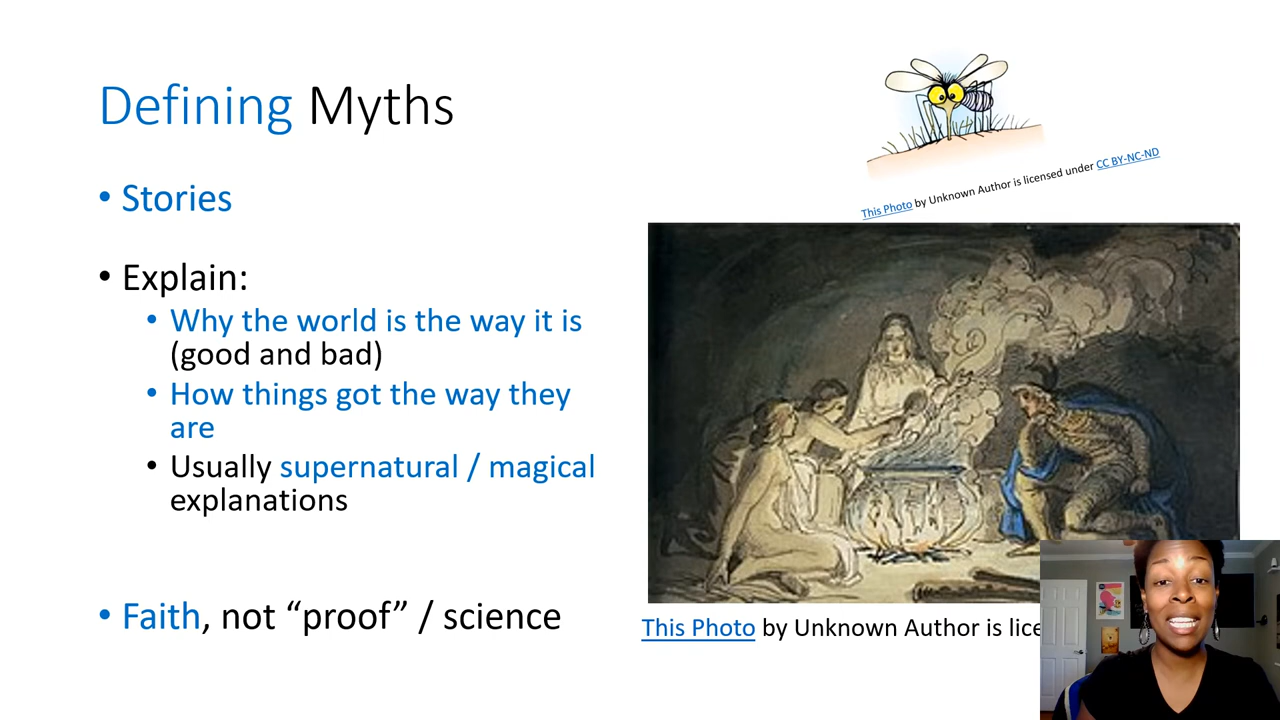 Defining Myths
• Stories
• Explain:
• Why the world is the way it is
(good and bad)
• How things got the way they
are
• Usually supernatural / magical
explanations
• Faith, not “proof” / science
This Photo by Unknown Author is licensed under CC BY-NC-ND
This Photo by Unknown Author is lice